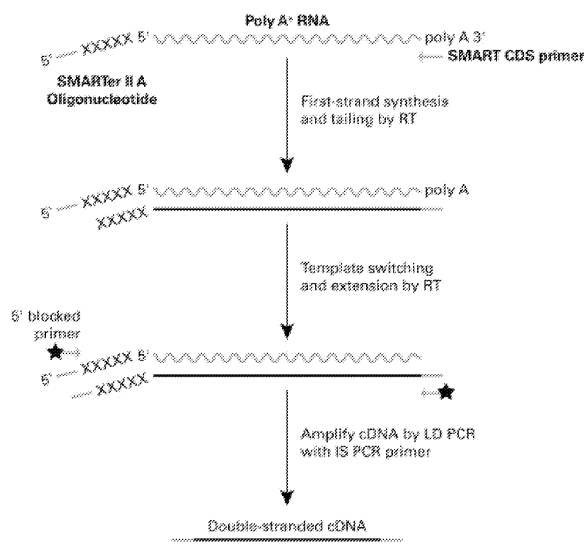 Poly A⁺ RNA
5' XXXXX 5' poly A 3'
SMART CDS primer
SMARTer II A
Oligonucleotide
First-strand synthesis
and tailing by RT
5' XXXXX 5' poly A
XXXXX
Template switching
and extension by RT
5' blocked
primer
5' XXXXX 5'
XXXXX
Amplify cDNA by LD PCR
with IS PCR primer
Double-stranded cDNA